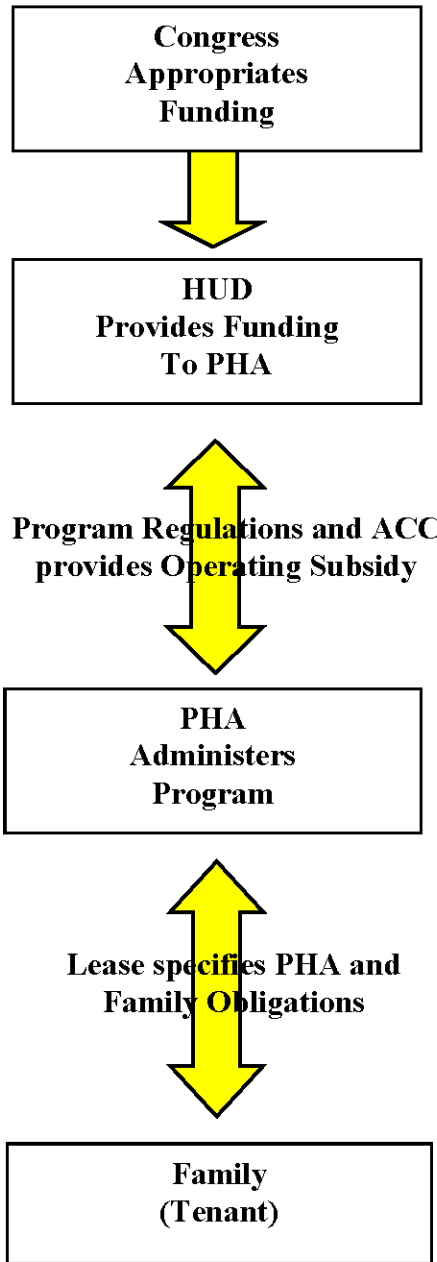 Congress
Appropriates
Funding
HUD
Provides Funding
To PHA
Program Regulations and ACC
provides Operating Subsidy
PHA
Administers
Program
Lease specifies PHA and
Family Obligations
Family
(Tenant)